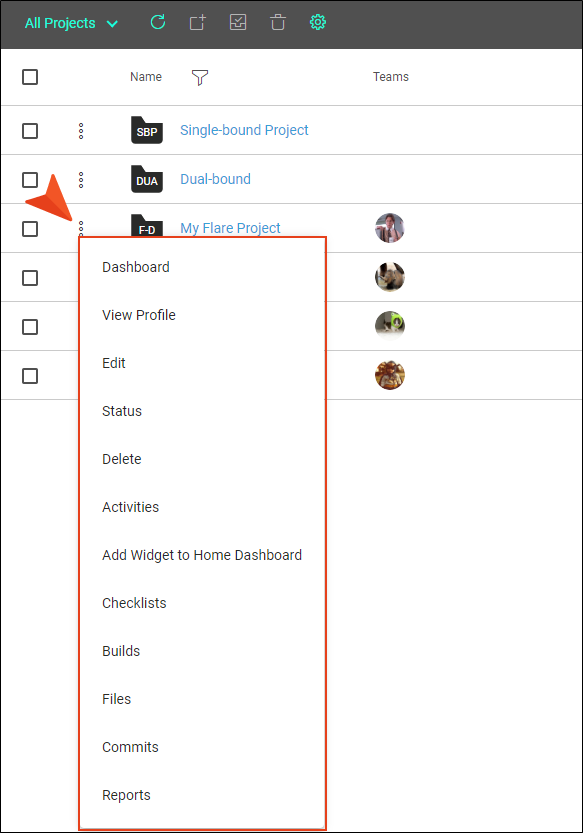 All Projects
Name Teams
SBP Single-bound Project
DUA Dual-bound
F-D My Flare Project
Dashboard
View Profile
Edit
Status
Delete
Activities
Add Widget to Home Dashboard
Checklists
Builds
Files
Commits
Reports